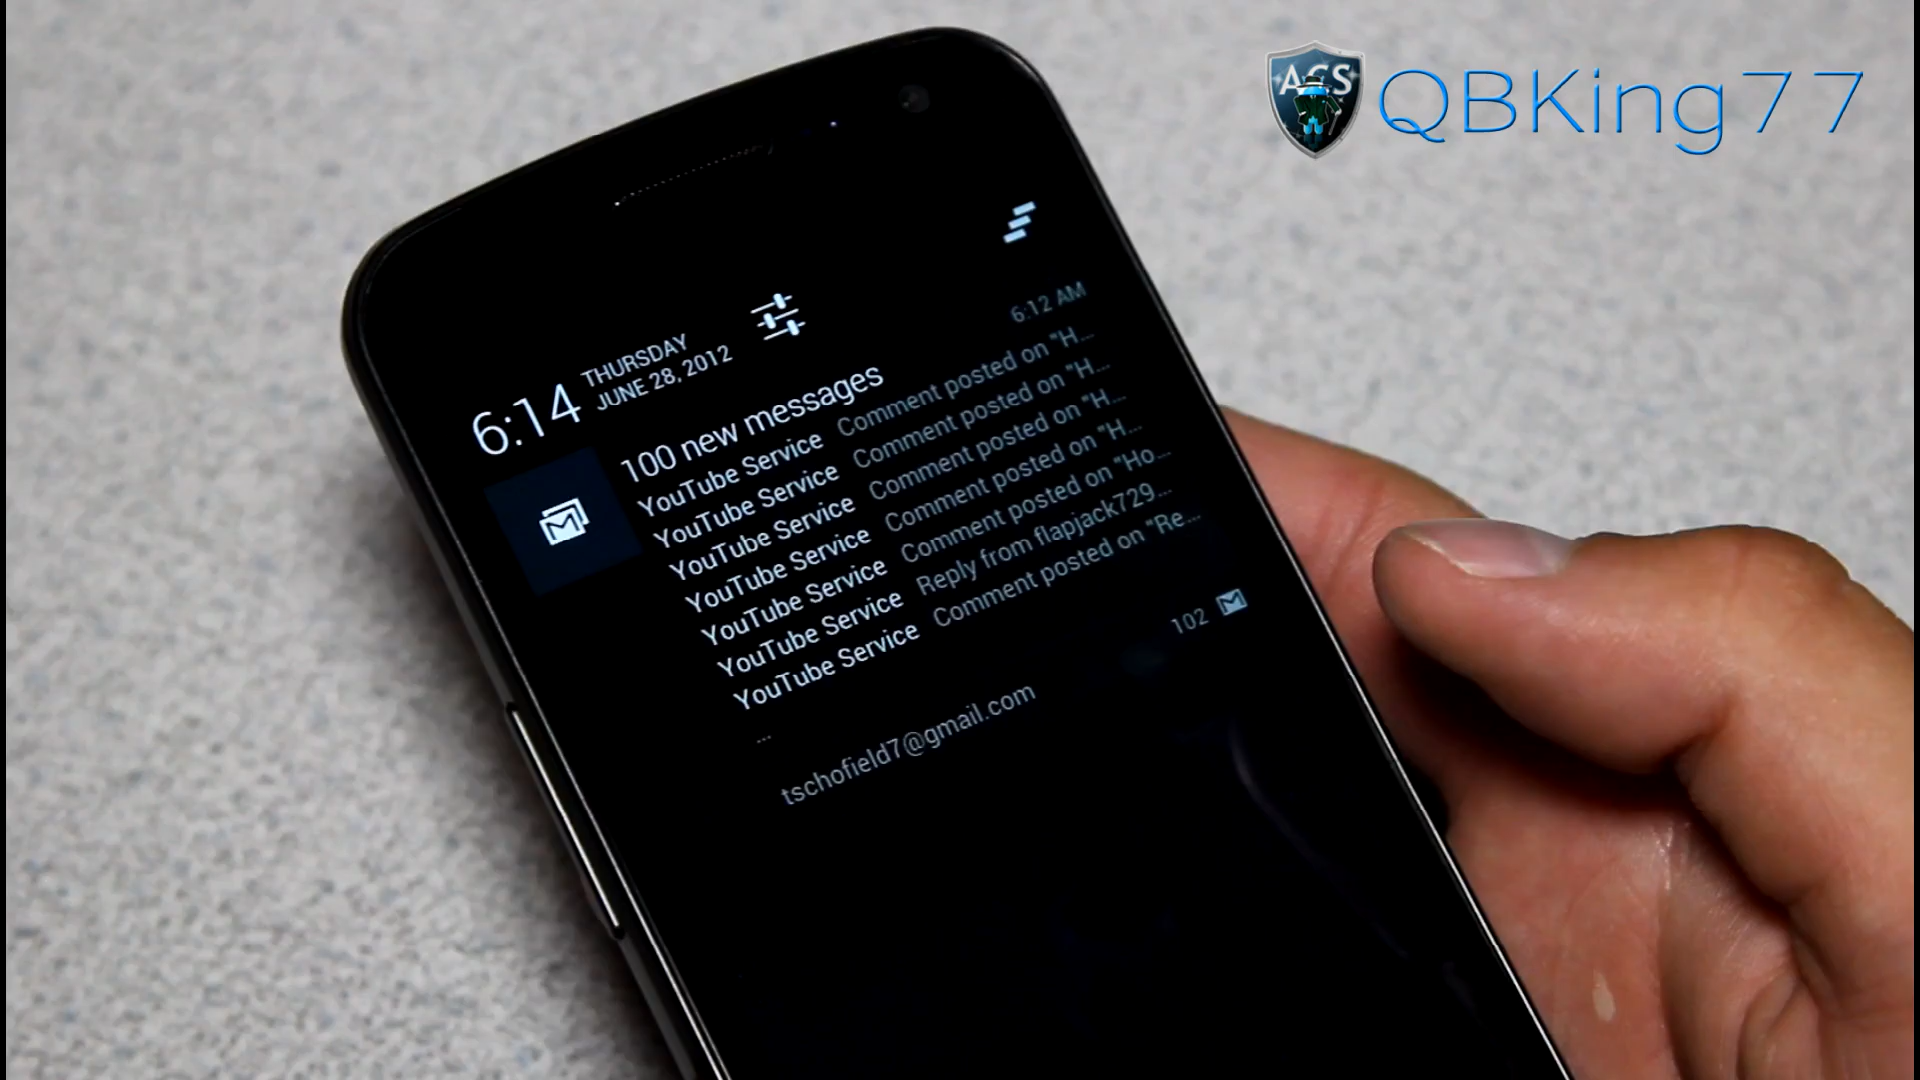 ACS QBKing77
6:14 THURSDAY
JUNE 28, 2012
100 new messages 6:12 AM
YouTube Service Comment posted on "H...
YouTube Service Comment posted on "H...
YouTube Service Comment posted on "H...
YouTube Service Comment posted on "H...
YouTube Service Comment posted on "Ho...
YouTube Service Reply from flapjack729...
YouTube Service Comment posted on "Re...
...
tschofield7@gmail.com 102